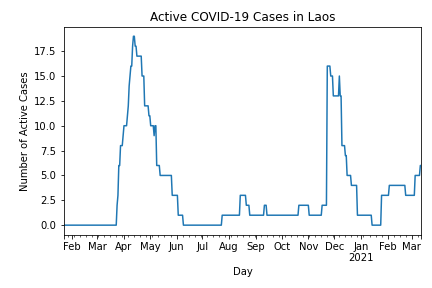 Active COVID-19 Cases in Laos
Number of Active Cases
17.5
15.0
12.5
10.0
7.5
5.0
2.5
0.0
Feb Mar Apr May Jun Jul Aug Sep Oct Nov Dec Jan Feb Mar
2021
Day